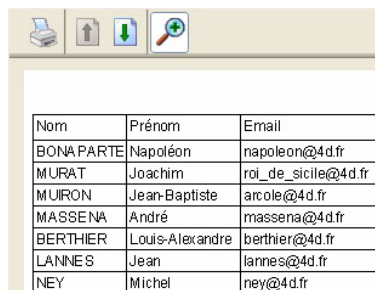 Nom Prénom Email
BONAPARTE Napoléon napoleon@4d.fr
MURAT Joachim roi_de_sicile@4d.fr
MUIRON Jean-Baptiste arcole@4d.fr
MASSENA André massena@4d.fr
BERTHIER Louis-Alexandre berthier@4d.fr
LANNES Jean lannes@4d.fr
NEY Michel ney@4d.fr